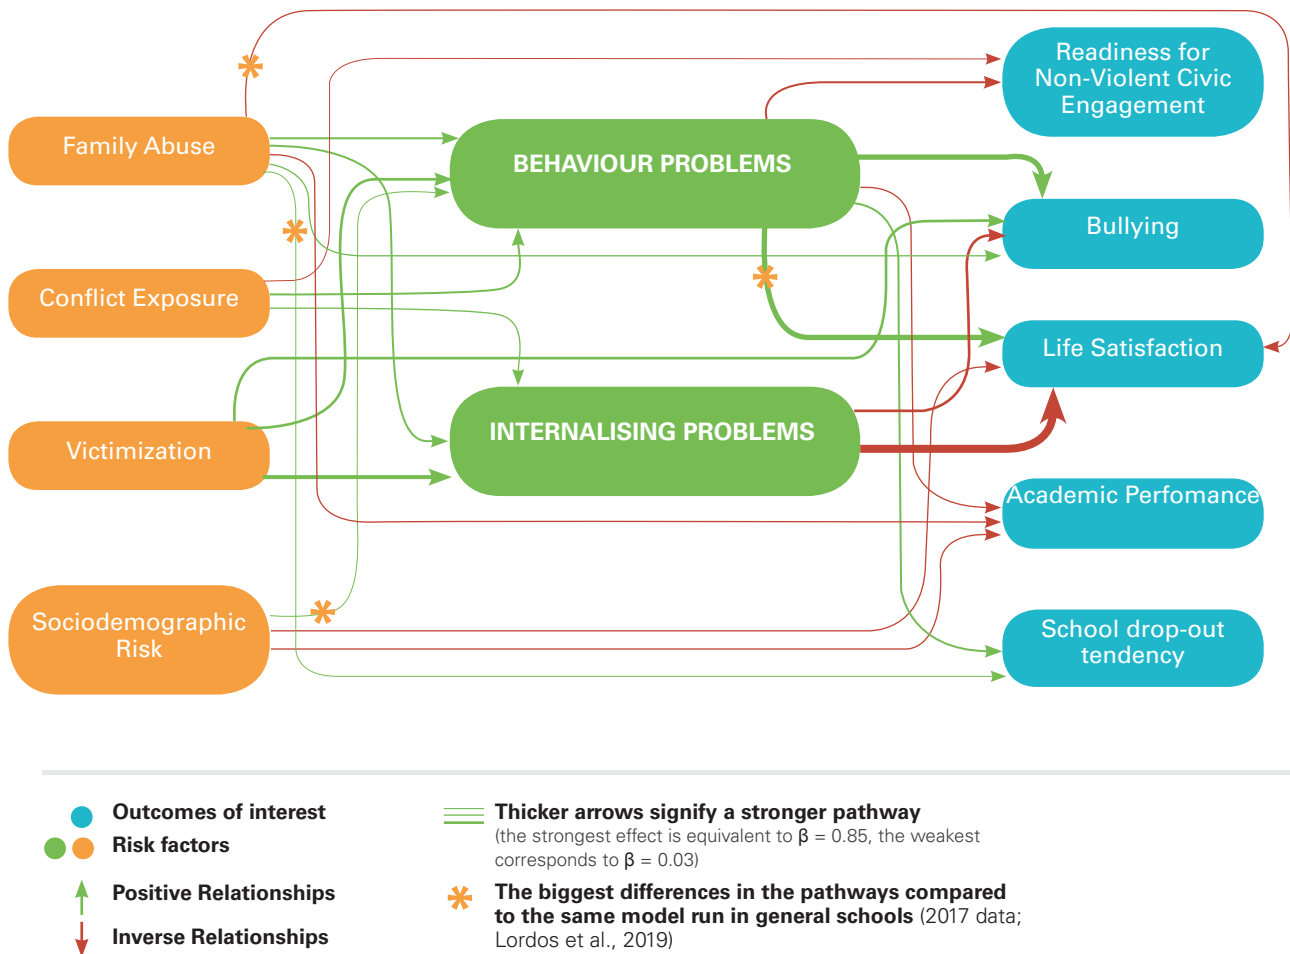 Family Abuse
Conflict Exposure
Victimization
Sociodemographic
Risk
BEHAVIOUR PROBLEMS
INTERNALISING PROBLEMS
Readiness for
Non-Violent Civic
Engagement
Bullying
Life Satisfaction
Academic Perfomance
School drop-out
tendency
Outcomes of interest
Risk factors
Positive Relationships
Inverse Relationships
Thicker arrows signify a stronger pathway
(the strongest effect is equivalent to β = 0.85, the weakest
corresponds to β = 0.03)
The biggest differences in the pathways compared
to the same model run in general schools (2017 data;
Lordos et al., 2019)